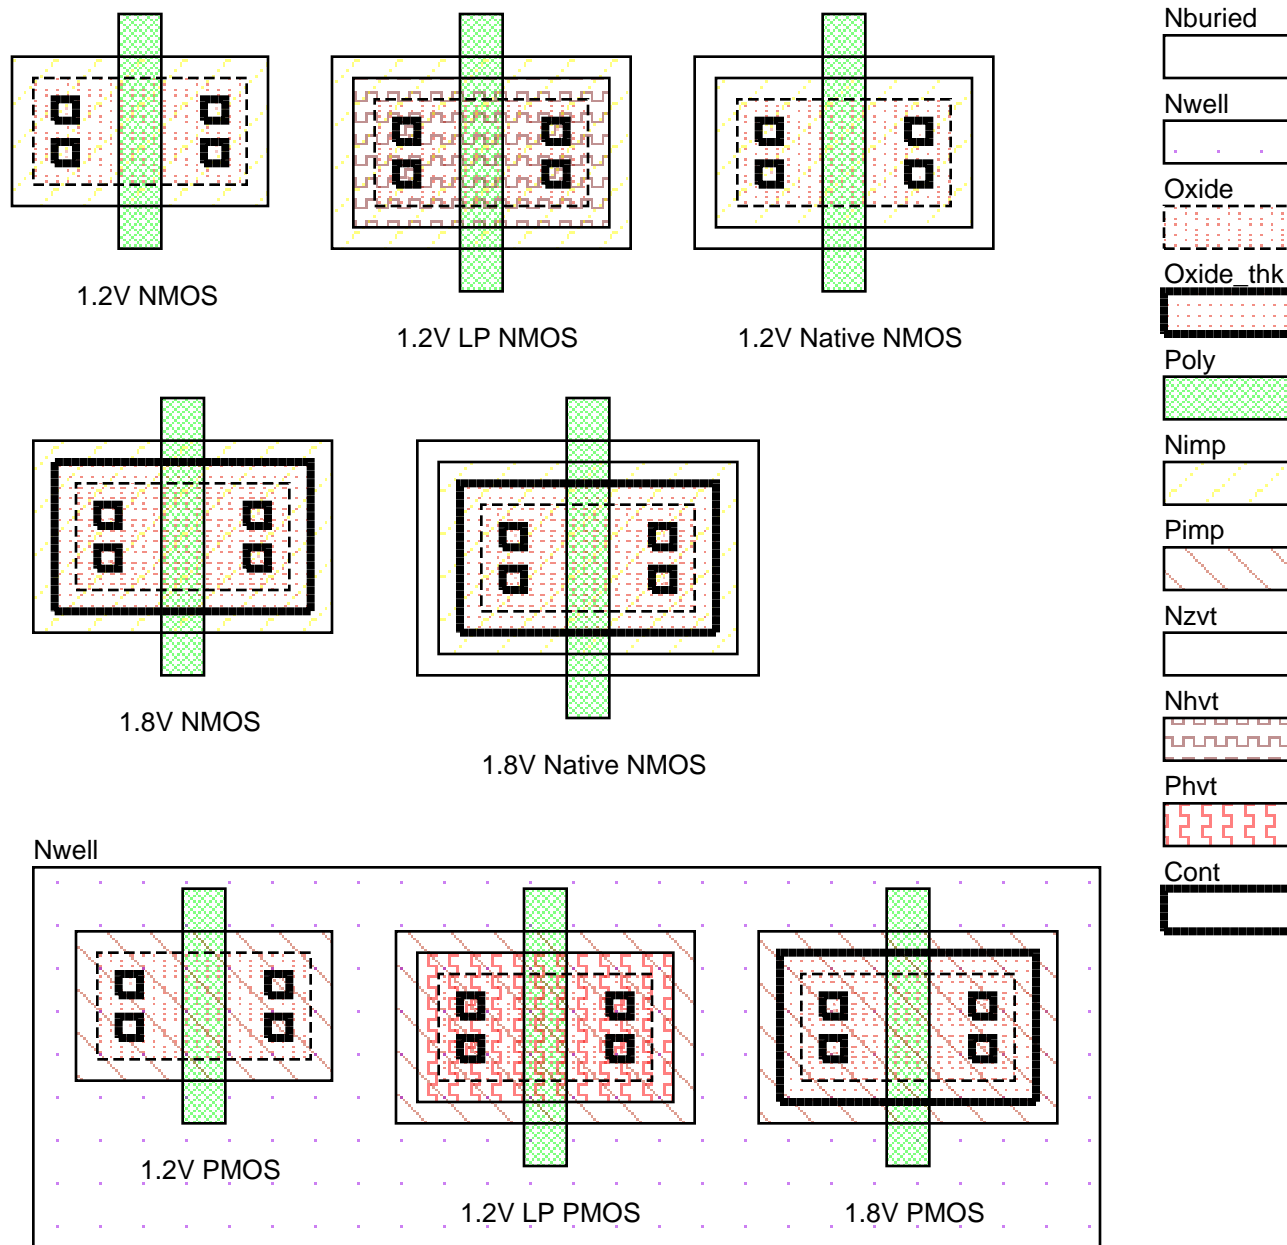 1.2V NMOS
1.2V LP NMOS
1.2V Native NMOS
1.8V NMOS
1.8V Native NMOS
Nwell
1.2V PMOS
1.2V LP PMOS
1.8V PMOS
Nburied
Nwell
Oxide
Oxide_thk
Poly
Nimp
Pimp
Nzvt
Nhvt
Phvt
Cont